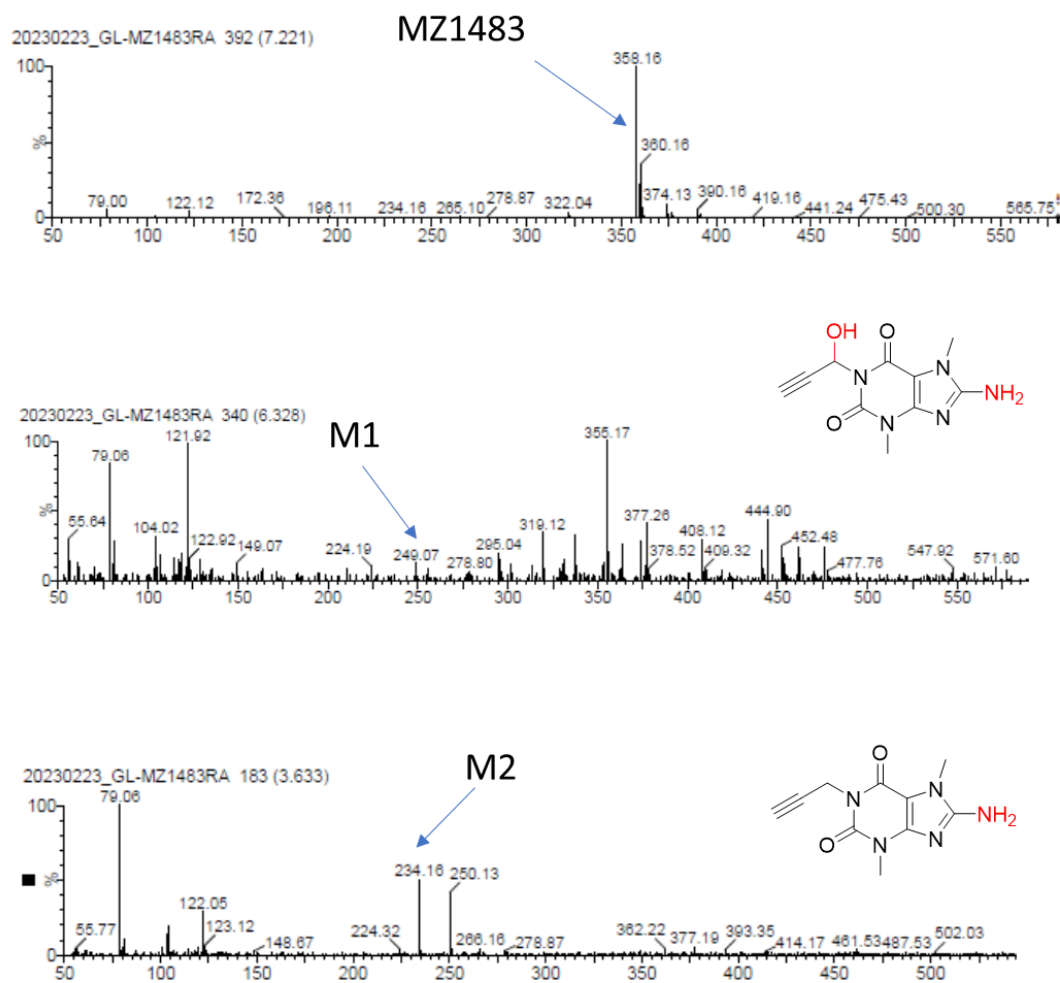 MZ1483
20230223_GL-MZ1483RA 392 (7.221)
100
%
0
358.16
360.16
79.00 122.12 172.36 196.11 234.16 265.10 278.87 322.04 374.13 390.16 419.16 441.24 475.43 500.30 565.75
50 100 150 200 250 300 350 400 450 500 550
OH
O
N
N
NH2
O
N
N
20230223_GL-MZ1483RA 340 (6.328)
M1
100
%
0
121.92
355.17
79.06
55.64 104.02 122.92 149.07 224.19 249.07 278.80 295.04 319.12 377.26 378.52 408.12 409.32 444.90 452.48 477.76 547.92 571.60
50 100 150 200 250 300 350 400 450 500 550
M2
20230223_GL-MZ1483RA 183 (3.633)
O
N
N
NH2
O
N
N
100
%
0
79.06
234.16
250.13
55.77 122.05 123.12 148.67 224.32 266.16 278.87 362.22 377.19 393.35 414.17 461.53 487.53 502.03
50 100 150 200 250 300 350 400 450 500